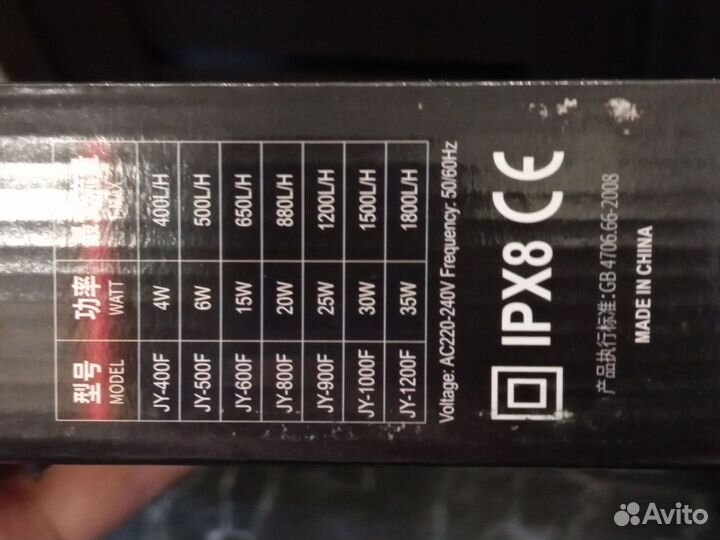 型号 功率
MODEL WATT
JY-400F 4W 400L/H
JY-500F 6W 500L/H
JY-600F 15W 650L/H
JY-800F 20W 880L/H
JY-900F 25W 1200L/H
JY-1000F 30W 1500L/H
JY-1200F 35W 1800L/H
Voltage: AC220-240V Frequency: 50/60Hz
IPX8 CE
产品执行标准:GB 4706.66-2008
MADE IN CHINA
Avito